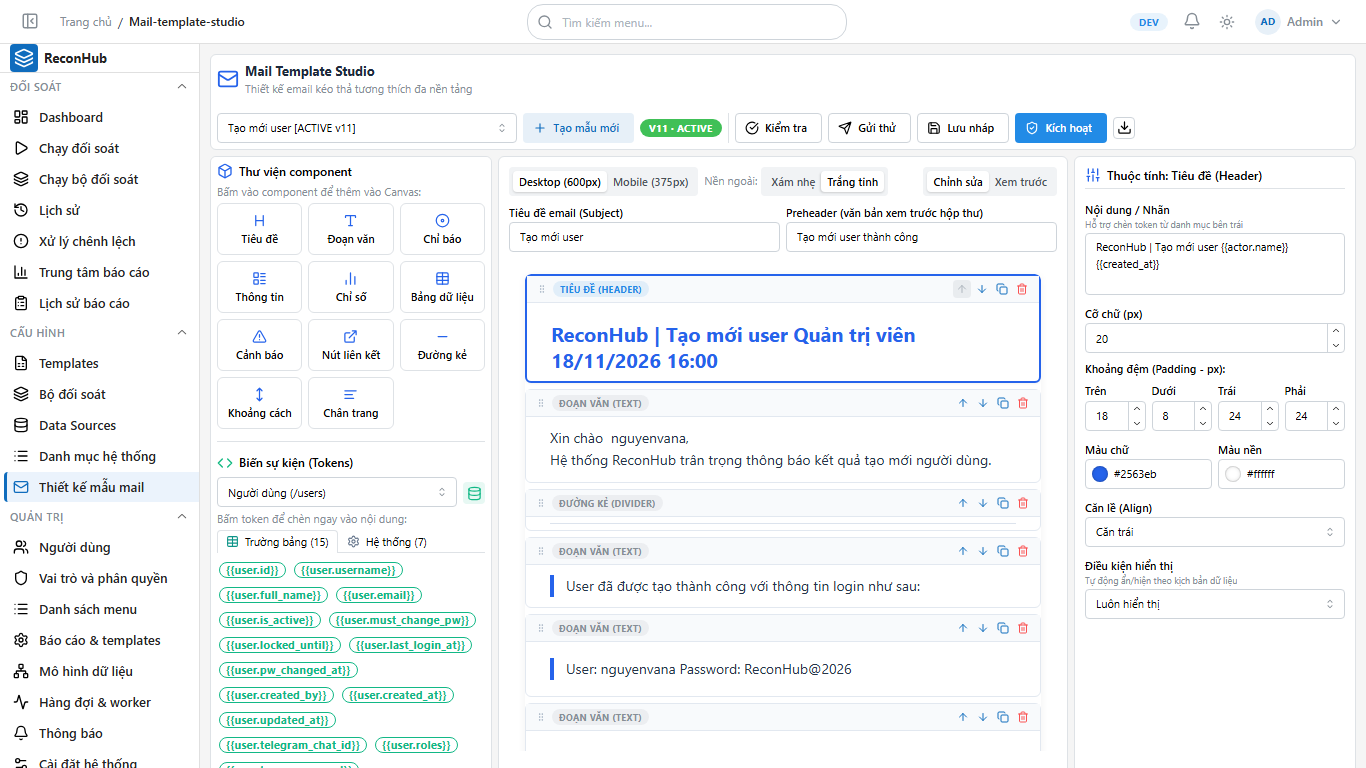 Trang chủ / Mail-template-studio
Tìm kiếm menu...
DEV
AD Admin
ReconHub
ĐỐI SOÁT
Dashboard
Chạy đối soát
Chạy bộ đối soát
Lịch sử
Xử lý chênh lệch
Trung tâm báo cáo
Lịch sử báo cáo
CẤU HÌNH
Templates
Bộ đối soát
Data Sources
Danh mục hệ thống
Thiết kế mẫu mail
QUẢN TRỊ
Người dùng
Vai trò và phân quyền
Danh sách menu
Báo cáo & templates
Mô hình dữ liệu
Hàng đợi & worker
Thông báo
Cài đặt hệ thống
Mail Template Studio
Thiết kế email kéo thả tương thích đa nền tảng
Tạo mới user [ACTIVE v11]
Tạo mẫu mới
V11 - ACTIVE
Kiểm tra
Gửi thử
Lưu nháp
Kích hoạt
Thư viện component
Bấm vào component để thêm vào Canvas:
Tiêu đề
Đoạn văn
Chỉ báo
Thông tin
Chỉ số
Bảng dữ liệu
Cảnh báo
Nút liên kết
Đường kẻ
Khoảng cách
Chân trang
Biến sự kiện (Tokens)
Người dùng (/users)
Bấm token để chèn ngay vào nội dung:
Trường bảng (15)
Hệ thống (7)
{{user.id}} {{user.username}}
{{user.full_name}} {{user.email}}
{{user.is_active}} {{user.must_change_pw}}
{{user.locked_until}} {{user.last_login_at}}
{{user.pw_changed_at}}
{{user.created_by}} {{user.created_at}}
{{user.updated_at}}
{{user.telegram_chat_id}} {{user.roles}}
Desktop (600px) Mobile (375px)
Nền ngoài: Xám nhẹ Trắng tinh
Chỉnh sửa Xem trước
Tiêu đề email (Subject)
Tạo mới user
Preheader (văn bản xem trước hộp thư)
Tạo mới user thành công
TIÊU ĐỀ (HEADER)
ReconHub | Tạo mới user Quản trị viên
18/11/2026 16:00
ĐOẠN VĂN (TEXT)
Xin chào nguyenvana,
Hệ thống ReconHub trân trọng thông báo kết quả tạo mới người dùng.
ĐƯỜNG KẺ (DIVIDER)
ĐOẠN VĂN (TEXT)
User đã được tạo thành công với thông tin login như sau:
ĐOẠN VĂN (TEXT)
User: nguyenvana Password: ReconHub@2026
ĐOẠN VĂN (TEXT)
Thuộc tính: Tiêu đề (Header)
Nội dung / Nhãn
Hỗ trợ chèn token từ danh mục bên trái
ReconHub | Tạo mới user {{actor.name}}
{{created_at}}
Cỡ chữ (px)
20
Khoảng đệm (Padding - px):
Trên Dưới Trái Phải
18 8 24 24
Màu chữ Màu nền
#2563eb #ffffff
Căn lề (Align)
Căn trái
Điều kiện hiển thị
Tự động ẩn/hiện theo kịch bản dữ liệu
Luôn hiển thị